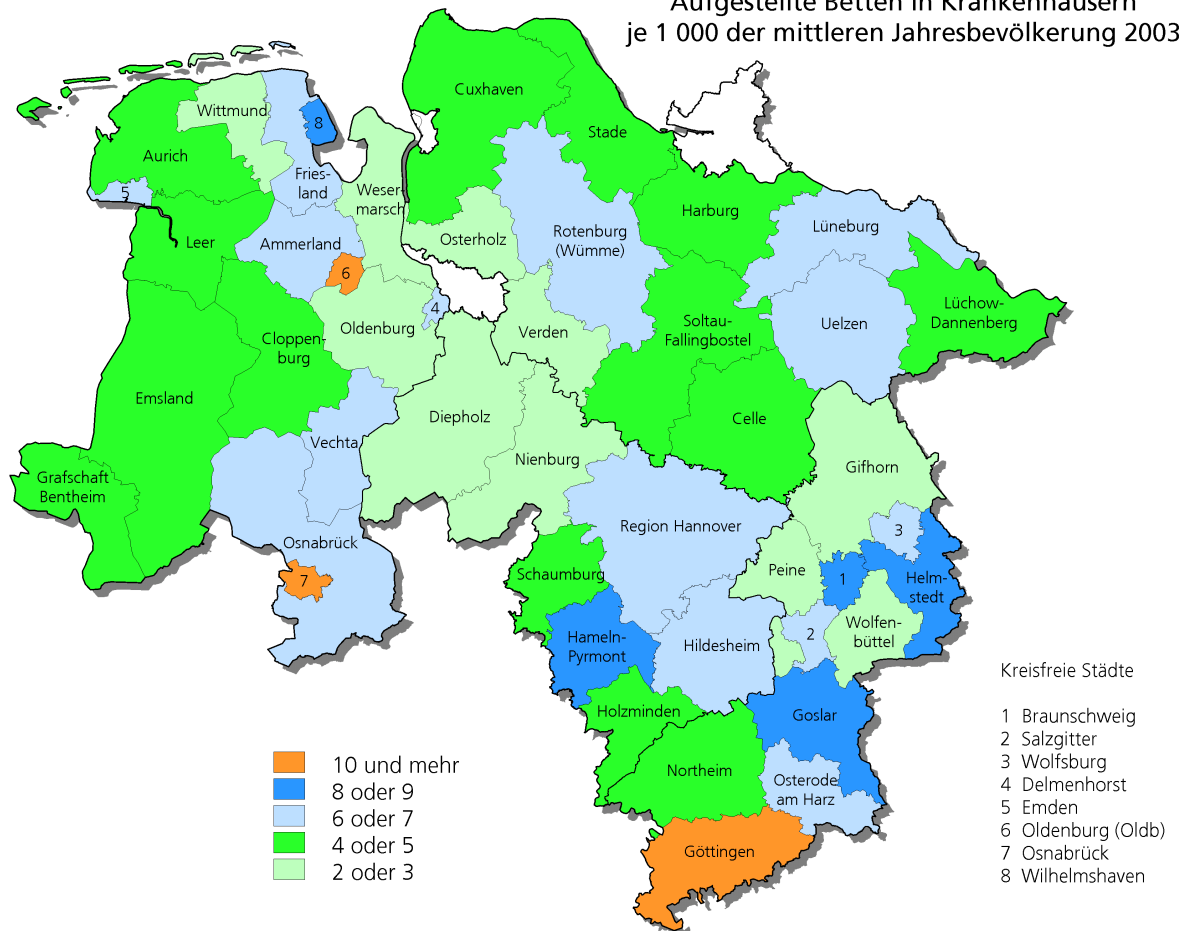 Aufgestellte Betten in Krankenhäusern
je 1 000 der mittleren Jahresbevölkerung 2003
Cuxhaven
Wittmund
8
Stade
Aurich
Fries-
land
5
Weser-
marsch
Harburg
Lüneburg
Osterholz
Rotenburg
(Wümme)
Leer
Ammerland
6
4
Oldenburg
Verden
Soltau-
Fallingbostel
Uelzen
Lüchow-
Dannenberg
Cloppen-
burg
Emsland
Diepholz
Celle
Vechta
Nienburg
Gifhorn
Grafschaft
Bentheim
Region Hannover
3
Osnabrück
7
Schaumburg
Peine
1
Helm-
stedt
Hameln-
Pyrmont
Hildesheim
2
Wolfen-
büttel
Holzminden
Goslar
Northeim
Osterode
am Harz
Göttingen
10 und mehr
8 oder 9
6 oder 7
4 oder 5
2 oder 3
Kreisfreie Städte
1 Braunschweig
2 Salzgitter
3 Wolfsburg
4 Delmenhorst
5 Emden
6 Oldenburg (Oldb)
7 Osnabrück
8 Wilhelmshaven